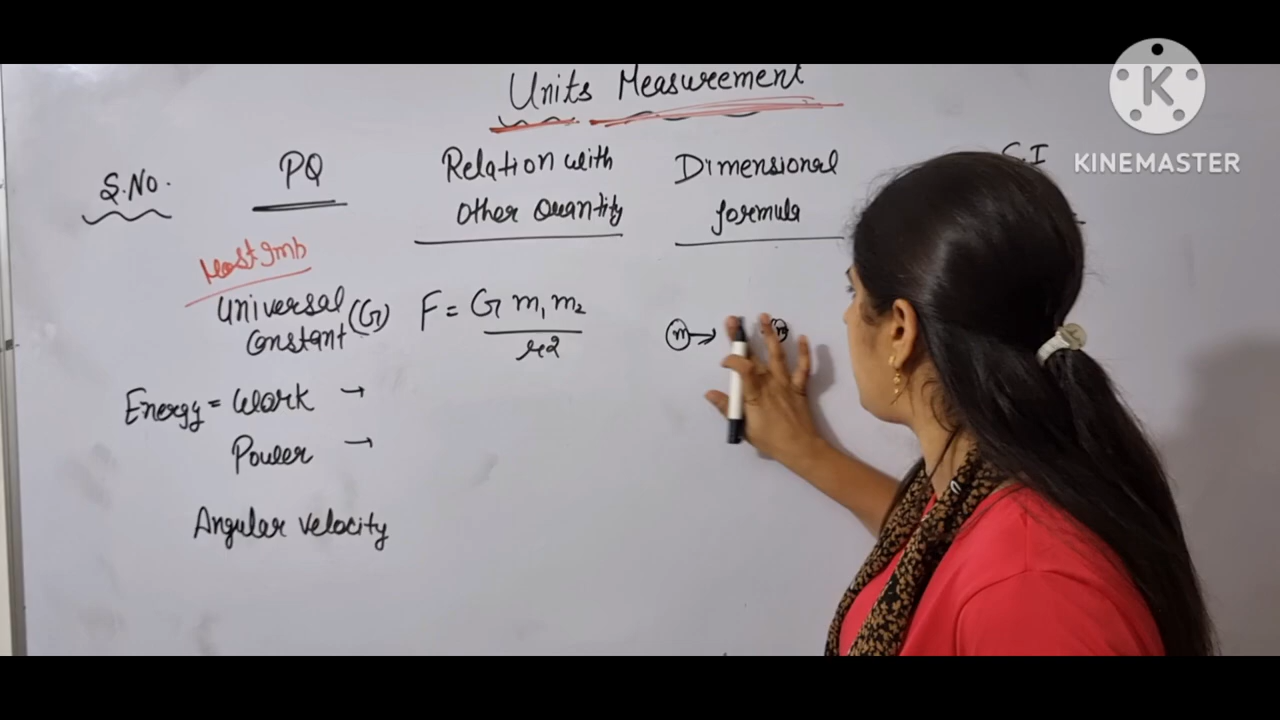 Units Measurement
S.No.
PQ
Relation with
Other Quantity
Dimensional
formula
S.I
KINEMASTER
K
Most Imb
Universal
Constant (G)
F = G m₁ m₂
r2
m →
Energy = Work →
Power →
Angular velocity